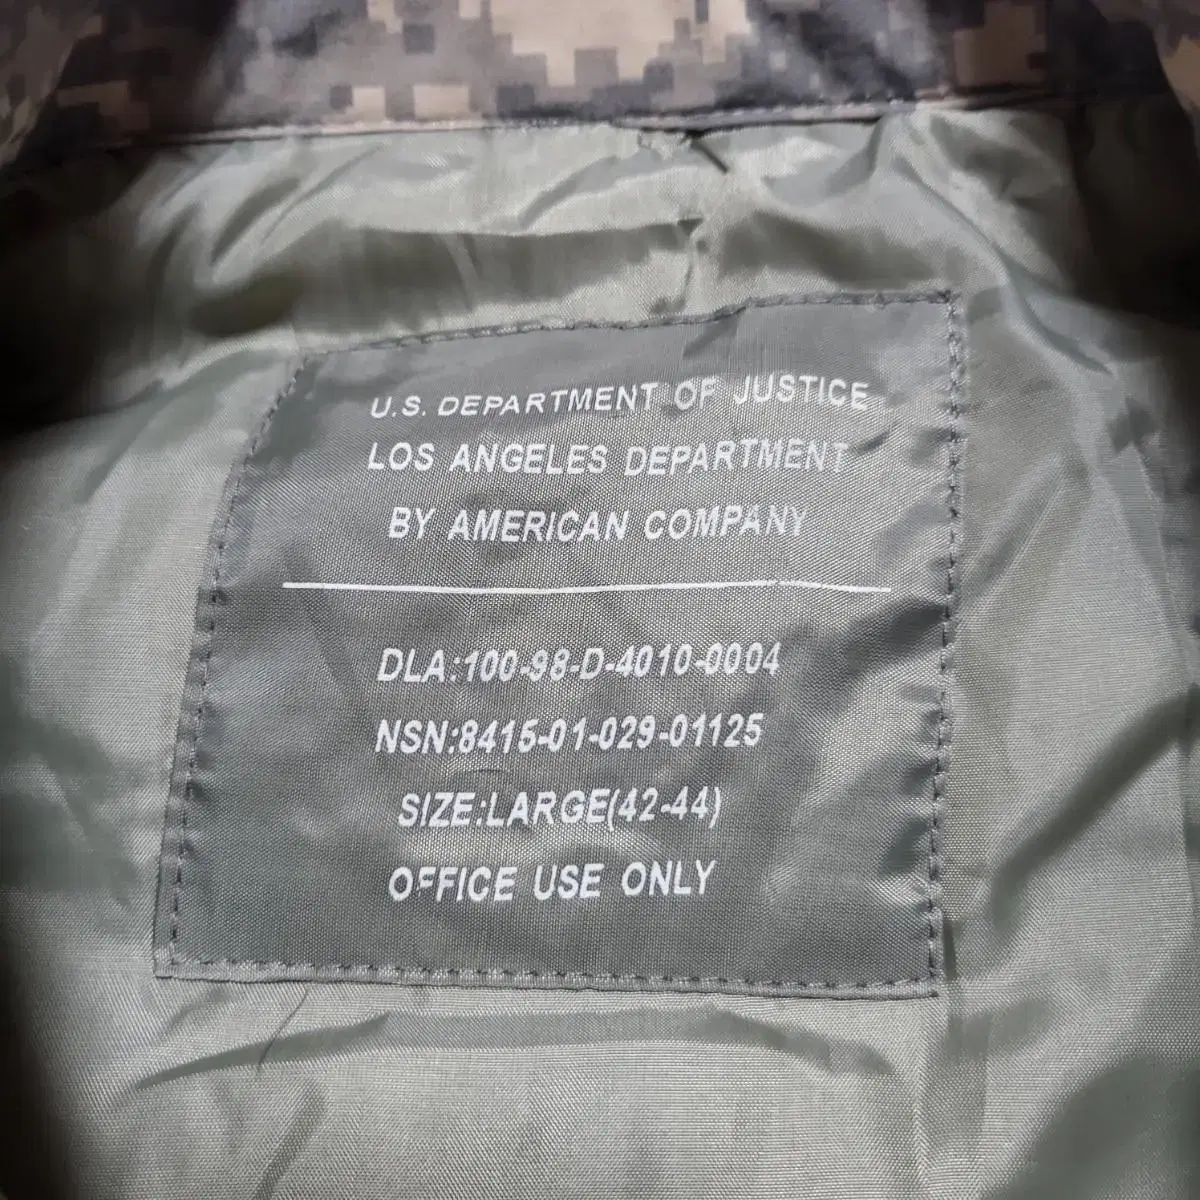 U.S. DEPARTMENT OF JUSTICE
LOS ANGELES DEPARTMENT
BY AMERICAN COMPANY
DLA:100-98-D-4010-0004
NSN:8415-01-029-01125
SIZE:LARGE(42-44)
OFFICE USE ONLY